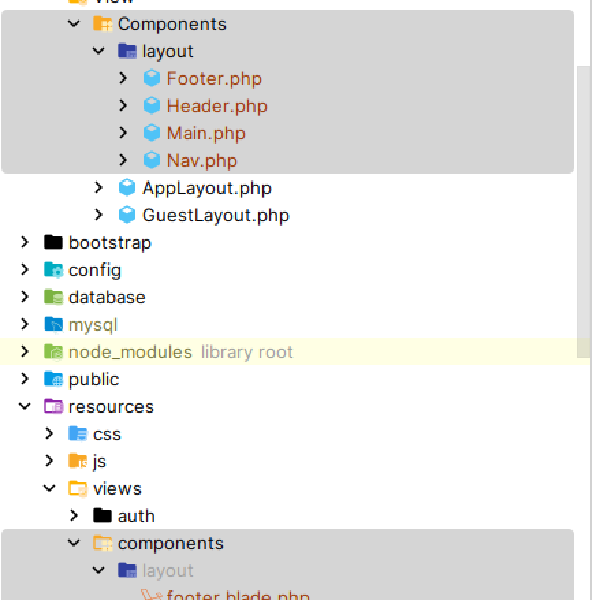 View
Components
layout
Footer.php
Header.php
Main.php
Nav.php
AppLayout.php
GuestLayout.php
bootstrap
config
database
mysql
node_modules library root
public
resources
css
js
views
auth
components
layout
footer.blade.php